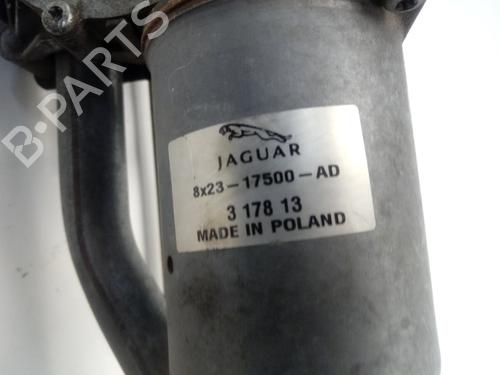 B-PARTS
JAGUAR
8x23-17500-AD
3 178 13
MADE IN POLAND